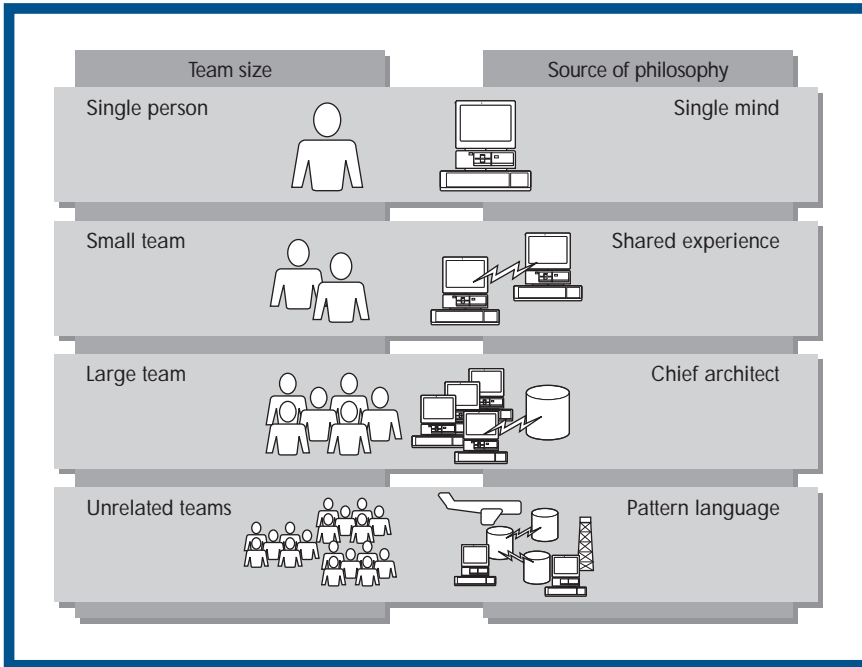 Team size
Source of philosophy
Single person
Single mind
Small team
Shared experience
Large team
Chief architect
Unrelated teams
Pattern language